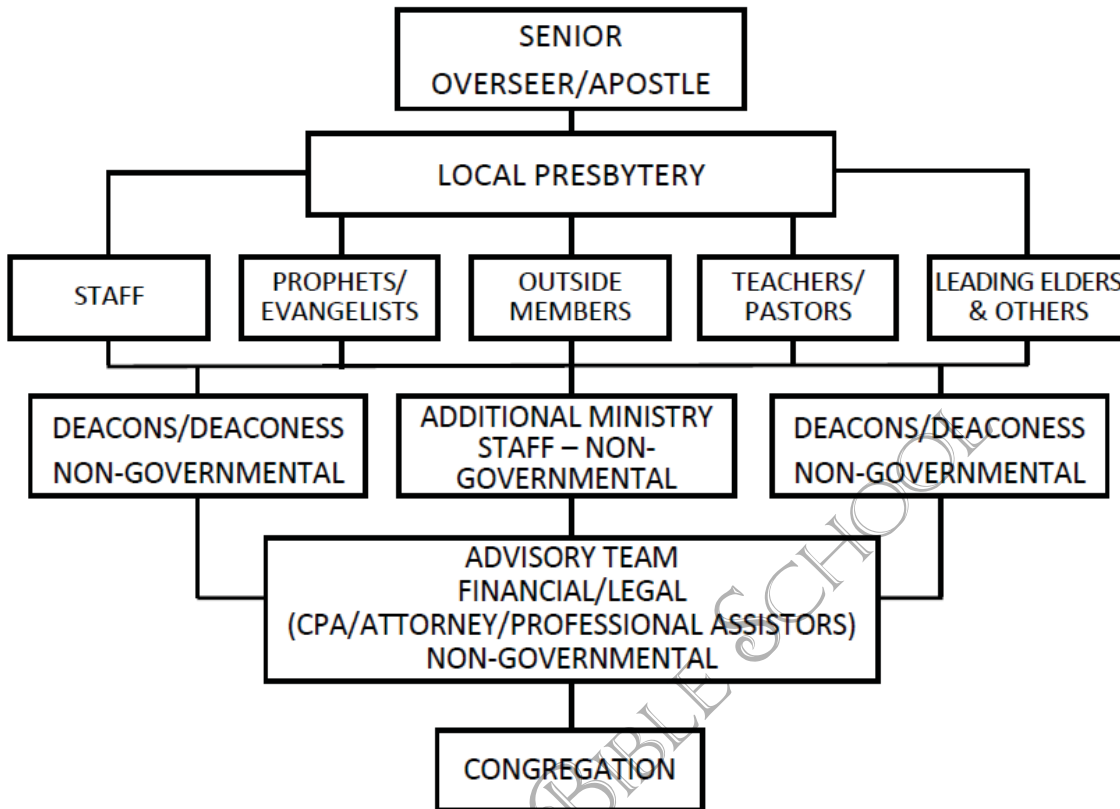 SENIOR
OVERSEER/APOSTLE
LOCAL PRESBYTERY
STAFF
PROPHETS/
EVANGELISTS
OUTSIDE
MEMBERS
TEACHERS/
PASTORS
LEADING ELDERS
& OTHERS
DEACONS/DEACONESS
NON-GOVERNMENTAL
ADDITIONAL MINISTRY
STAFF – NON-
GOVERNMENTAL
DEACONS/DEACONESS
NON-GOVERNMENTAL
ADVISORY TEAM
FINANCIAL/LEGAL
(CPA/ATTORNEY/PROFESSIONAL ASSISTORS)
NON-GOVERNMENTAL
CONGREGATION
BIBLE SCHOOL